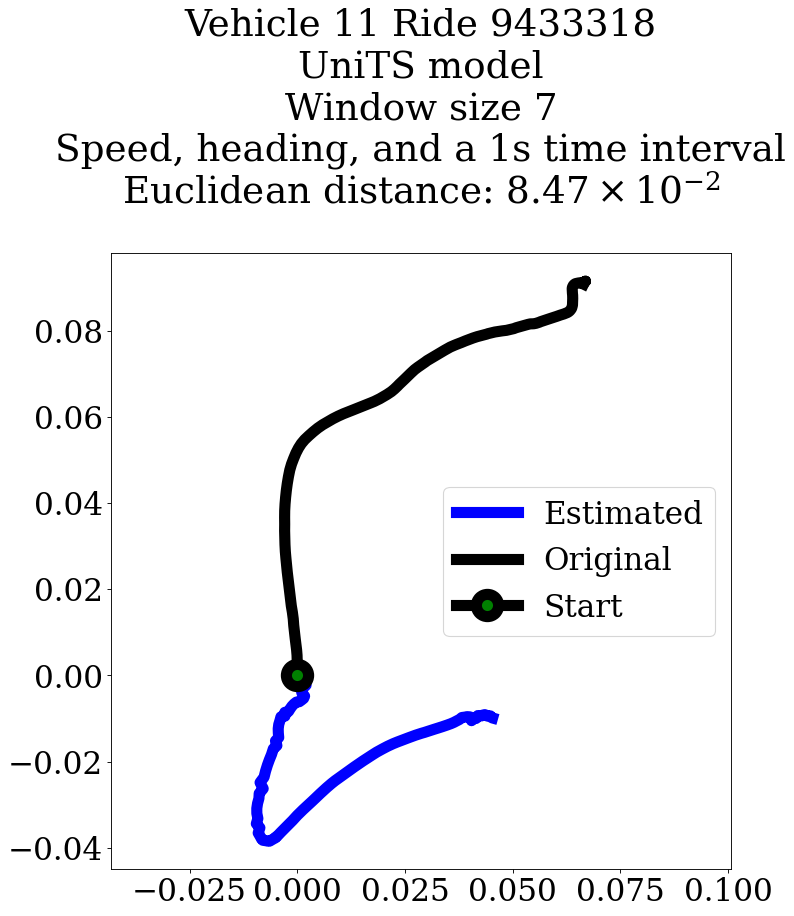 Vehicle 11 Ride 9433318
UniTS model
Window size 7
Speed, heading, and a 1s time interval
Euclidean distance: 8.47 × 10⁻²
0.08
0.06
0.04
0.02
0.00
−0.02
−0.04
Estimated
Original
Start
−0.025 0.000 0.025 0.050 0.075 0.100